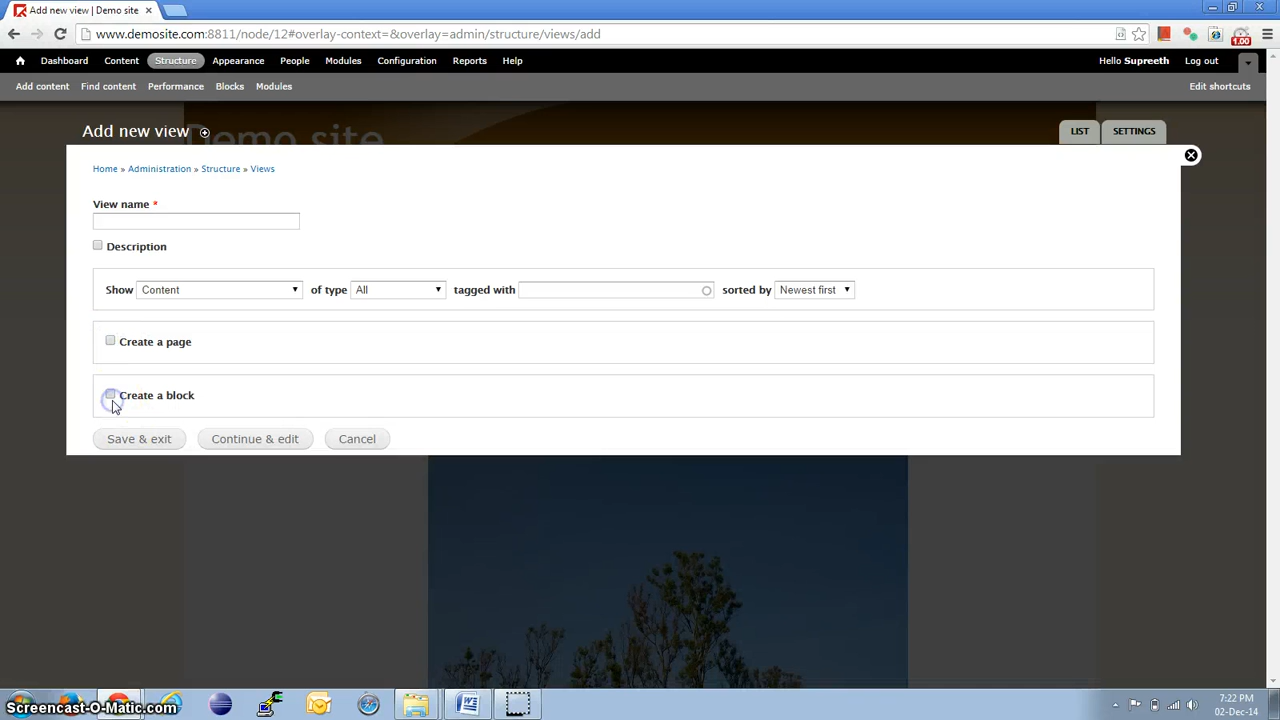 Add new view | Demo site
www.demosite.com:8811/node/12#overlay-context=&overlay=admin/structure/views/add
1.00
Dashboard Content Structure Appearance People Modules Configuration Reports Help Hello Supreeth Log out
Add content Find content Performance Blocks Modules Edit shortcuts
Demo site
Add new view LIST SETTINGS
Home » Administration » Structure » Views
View name *
Description
Show Content of type All tagged with sorted by Newest first
Create a page
Create a block
Save & exit Continue & edit Cancel
Screencast-O-Matic.com
7:22 PM
02-Dec-14